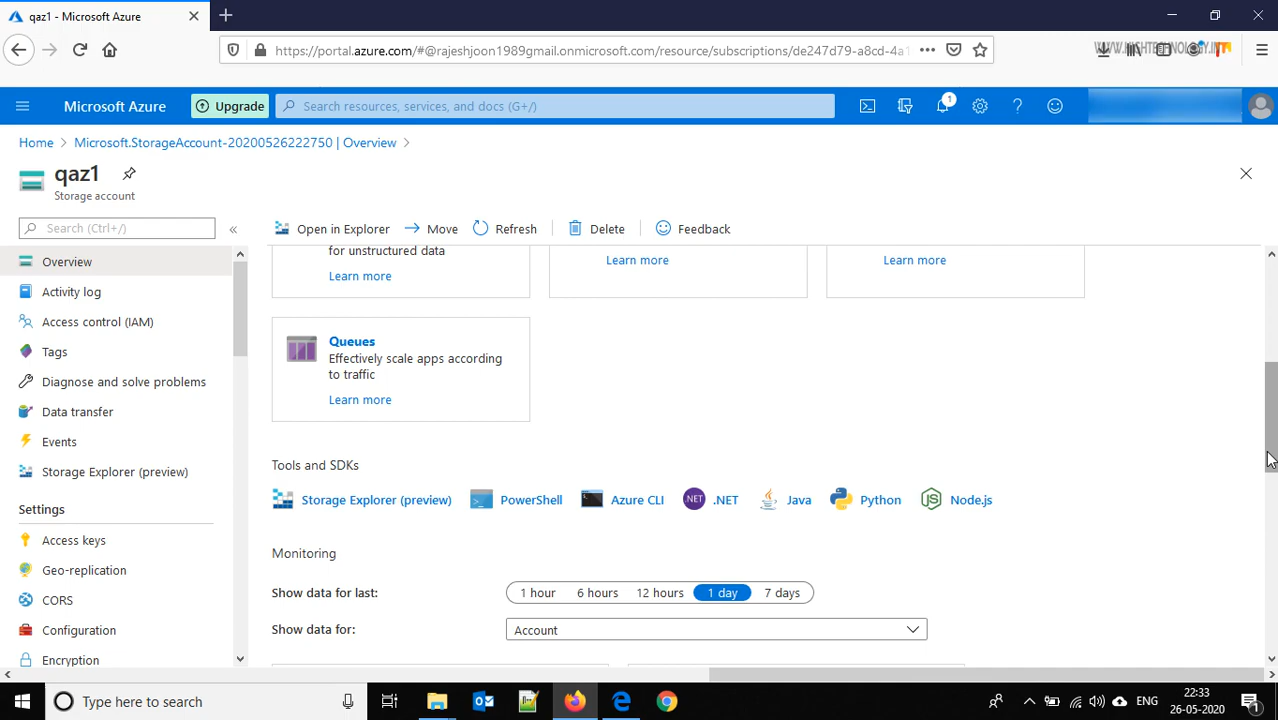 qaz1 - Microsoft Azure
https://portal.azure.com/#@rajeshjoon1989gmail.onmicrosoft.com/resource/subscriptions/de247d79-a8cd-4a1
Microsoft Azure
Upgrade
Search resources, services, and docs (G+/)
1
Home
Microsoft.StorageAccount-20200526222750 | Overview
qaz1
Storage account
Search (Ctrl+/)
Open in Explorer
Move
Refresh
Delete
Feedback
Overview
Activity log
Access control (IAM)
Tags
Diagnose and solve problems
Data transfer
Events
Storage Explorer (preview)
Settings
Access keys
Geo-replication
CORS
Configuration
Encryption
for unstructured data
Learn more
Learn more
Learn more
Queues
Effectively scale apps according
to traffic
Learn more
Tools and SDKs
Storage Explorer (preview)
PowerShell
Azure CLI
NET
.NET
Java
Python
Node.js
Monitoring
Show data for last:
1 hour
6 hours
12 hours
1 day
7 days
Show data for:
Account
Type here to search
ENG
22:33
26-05-2020
1